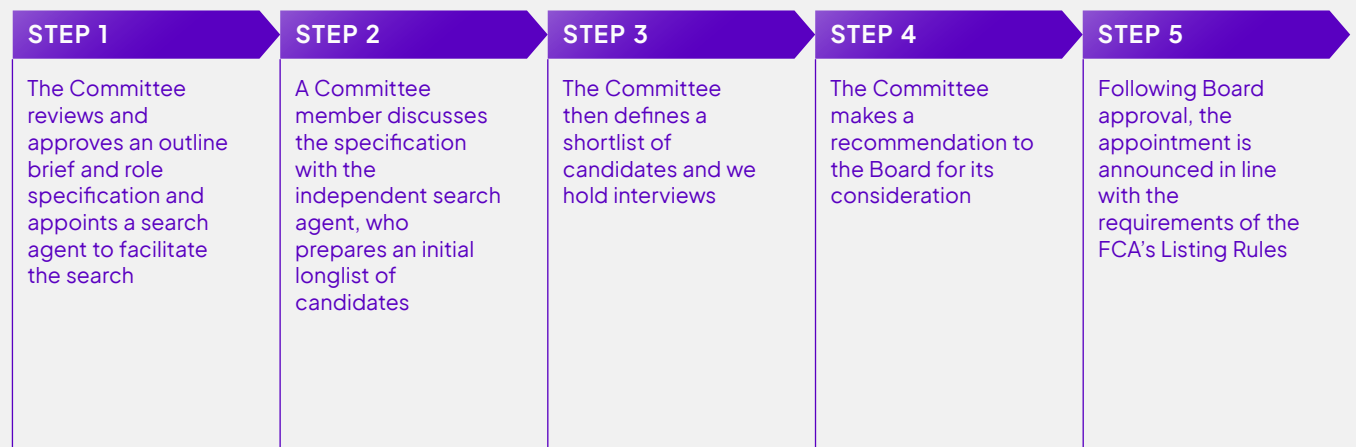 STEP 1
The Committee
reviews and
approves an outline
brief and role
specification and
appoints a search
agent to facilitate
the search
STEP 2
A Committee
member discusses
the specification
with the
independent search
agent, who
prepares an initial
longlist of
candidates
STEP 3
The Committee
then defines a
shortlist of
candidates and we
hold interviews
STEP 4
The Committee
makes a
recommendation to
the Board for its
consideration
STEP 5
Following Board
approval, the
appointment is
announced in line
with the
requirements of the
FCA’s Listing Rules